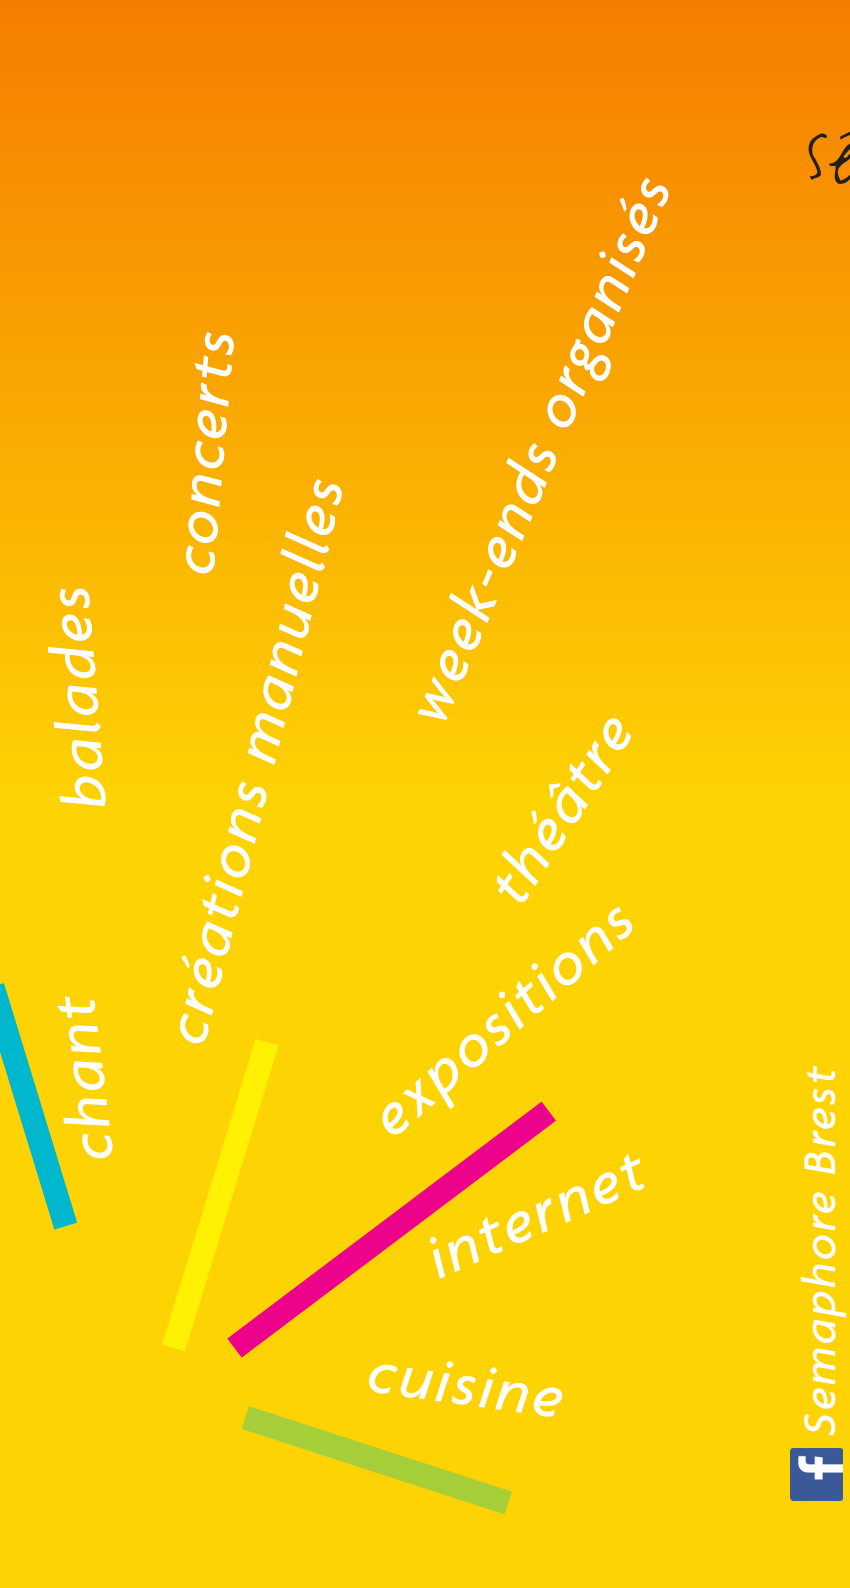 week-ends organisés
concerts
créations manuelles
balades
théâtre
expositions
chant
internet
cuisine
Semaphore Brest